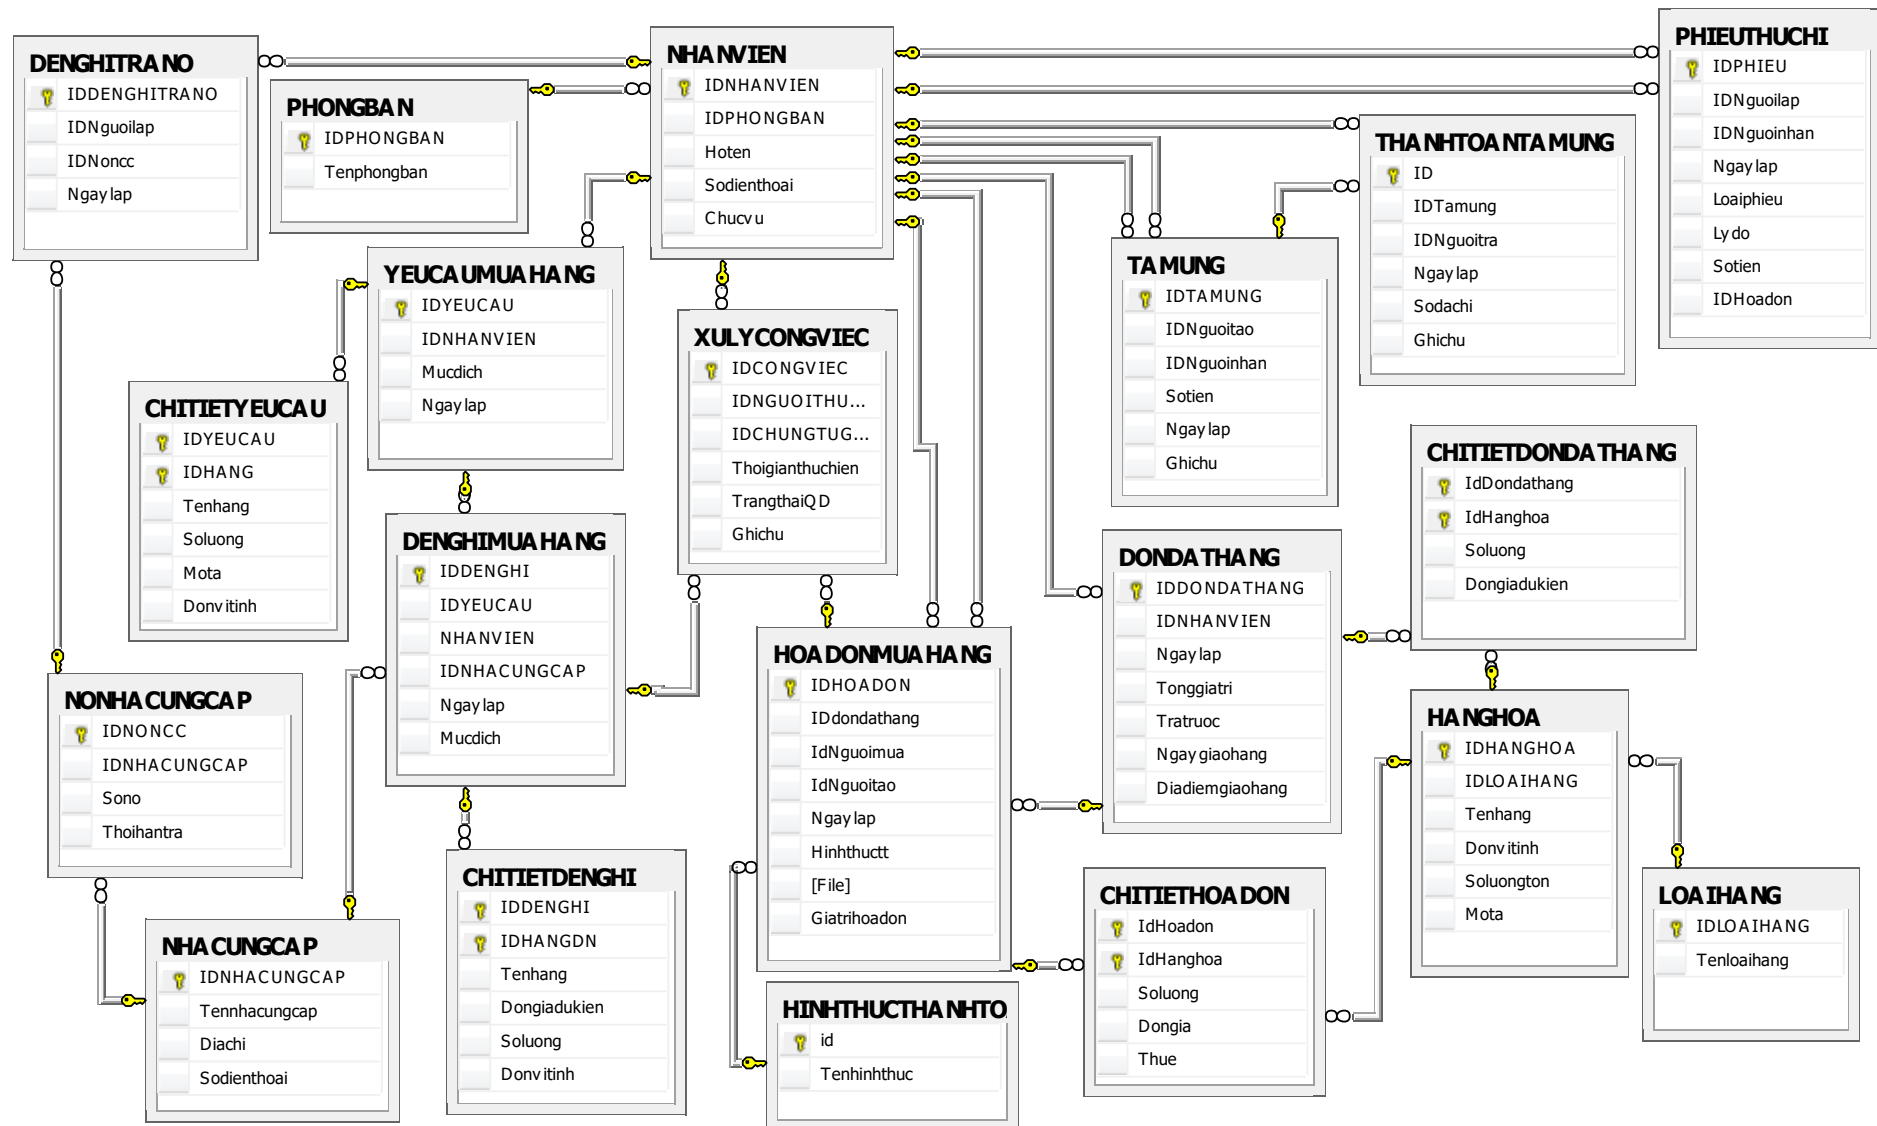 DENGHITRANO
IDDENGHITRANO
IDNguoilap
IDNoncc
Ngaylap
PHONGBAN
IDPHONGBAN
Tenphongban
NHANVIEN
IDNHANVIEN
IDPHONGBAN
Hoten
Sodienthoai
Chucvu
PHIEUTHUCHI
IDPHIEU
IDNguoilap
IDNguoinhan
Ngaylap
Loaiphieu
Lydo
Sotien
IDHoadon
THANHTOANTAMUNG
ID
IDTamung
IDNguoitra
Ngaylap
Sodachi
Ghichu
TAMUNG
IDTAMUNG
IDNguoitao
IDNguoinhan
Sotien
Ngaylap
Ghichu
YEUCAUMUAHANG
IDYEUCAU
IDNHANVIEN
Mucdich
Ngaylap
XULYCONGVIEC
IDCONGVIEC
IDNGUOITHU...
IDCHUNGTUG...
Thoigianthuchien
TrangthaiQD
Ghichu
CHITIETYEUCAU
IDYEUCAU
IDHANG
Tenhang
Soluong
Mota
Donvitinh
CHITIETDONDATHANG
IdDondathang
IdHanghoa
Soluong
Dongiadukien
DENGHIMUAHANG
IDDENGHI
IDYEUCAU
NHANVIEN
IDNHACUNGCAP
Ngaylap
Mucdich
DONDATHANG
IDDONDATHANG
IDNHANVIEN
Ngaylap
Tonggiatri
Tratruoc
Ngaygiaohang
Diadiemgiaohang
HOADONMUAHANG
IDHOADON
IDdondathang
IdNguoimua
IdNguoitao
Ngaylap
Hinhthuctt
[File]
Giatrihoadon
NONHACUNGCAP
IDNONCC
IDNHACUNGCAP
Sono
Thoihantra
HANGHOA
IDHANGHOA
IDLOAIHANG
Tenhang
Donvitinh
Soluongton
Mota
CHITIETDENGHI
IDDENGHI
IDHANGDN
Tenhang
Dongiadukien
Soluong
Donvitinh
CHITIETHOADON
IdHoadon
IdHanghoa
Soluong
Dongia
Thue
LOAIHANG
IDLOAIHANG
Tenloaihang
NHACUNGCAP
IDNHACUNGCAP
Tennhacungcap
Diachi
Sodienthoai
HINHTHUCTHANHTO
id
Tenhinhthuc